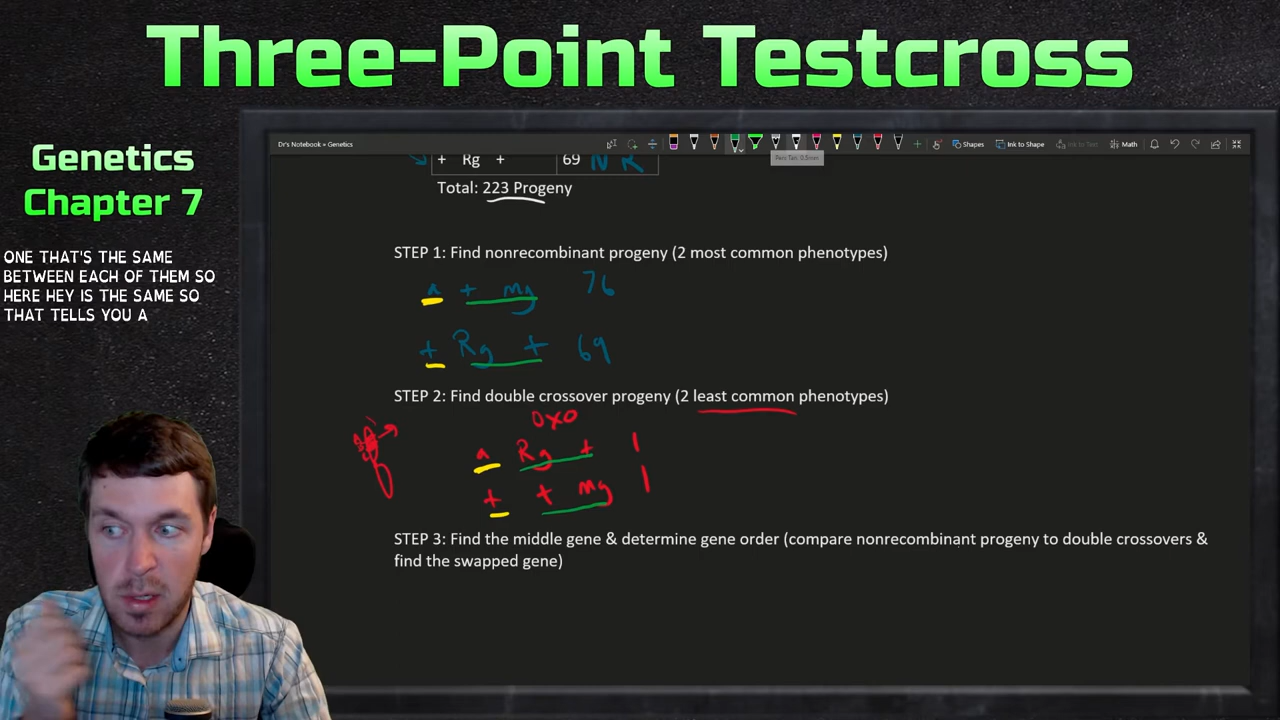 Three-Point Testcross
Genetics
Chapter 7
ONE THAT'S THE SAME
BETWEEN EACH OF THEM SO
HERE HEY IS THE SAME SO
THAT TELLS YOU A
Dr's Notebook » Genetics
Shapes
Ink to Shape
Ink to Text
Math
+ Rg + 69 NR
Total: 223 Progeny
STEP 1: Find nonrecombinant progeny (2 most common phenotypes)
a + mg 76
+ Rg + 69
STEP 2: Find double crossover progeny (2 least common phenotypes)
a Rg + 1
+ + mg 1
STEP 3: Find the middle gene & determine gene order (compare nonrecombinant progeny to double crossovers &
find the swapped gene)